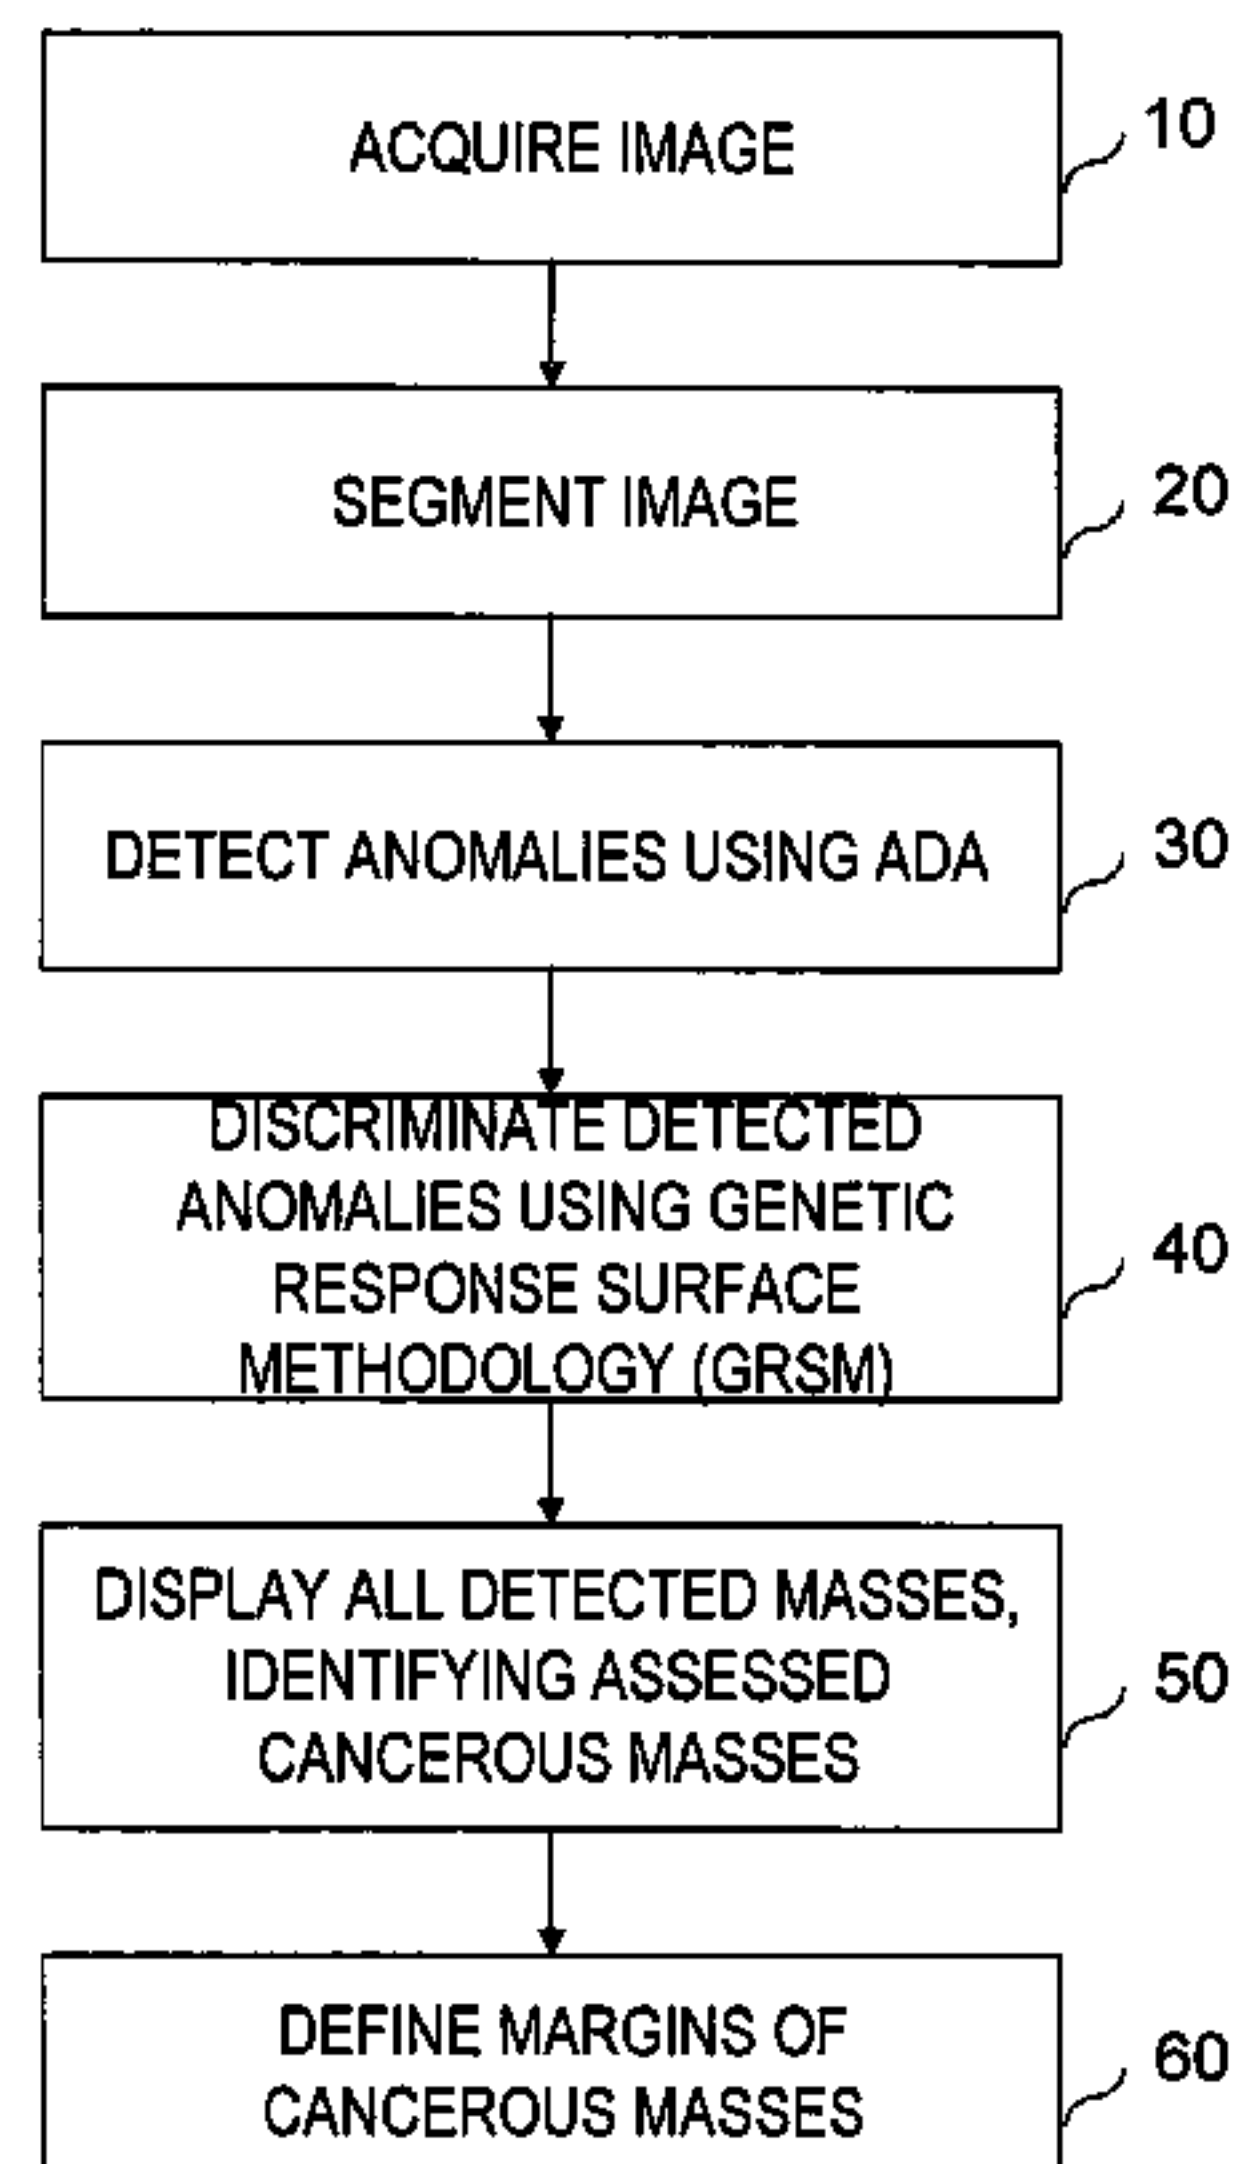 ACQUIRE IMAGE
10
SEGMENT IMAGE
20
DETECT ANOMALIES USING ADA
30
DISCRIMINATE DETECTED
ANOMALIES USING GENETIC
RESPONSE SURFACE
METHODOLOGY (GRSM)
40
DISPLAY ALL DETECTED MASSES,
IDENTIFYING ASSESSED
CANCEROUS MASSES
50
DEFINE MARGINS OF
CANCEROUS MASSES
60